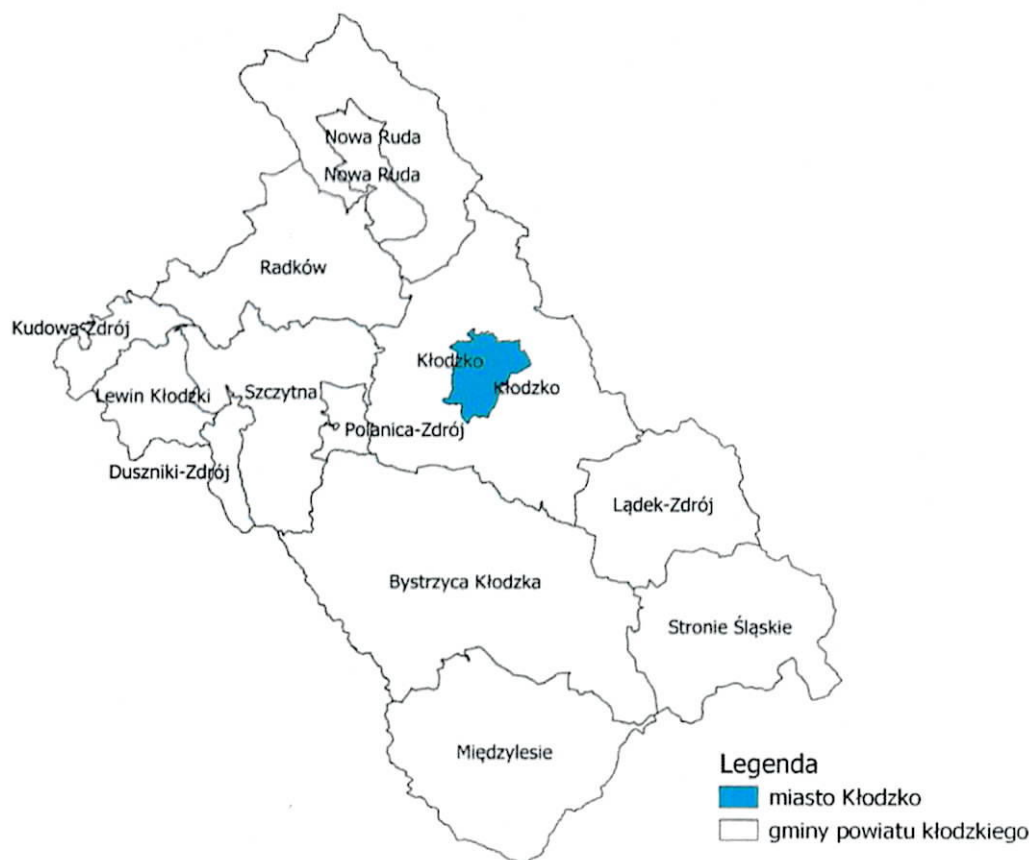 Nowa Ruda
Nowa Ruda
Radków
Kudowa-Zdrój
Kłodzko
Kłodzko
Lewin Kłodzki
Szczytna
Polanica-Zdrój
Duszniki-Zdrój
Lądek-Zdrój
Bystrzyca Kłodzka
Stronie Śląskie
Międzylesie
Legenda
miasto Kłodzko
gminy powiatu kłodzkiego